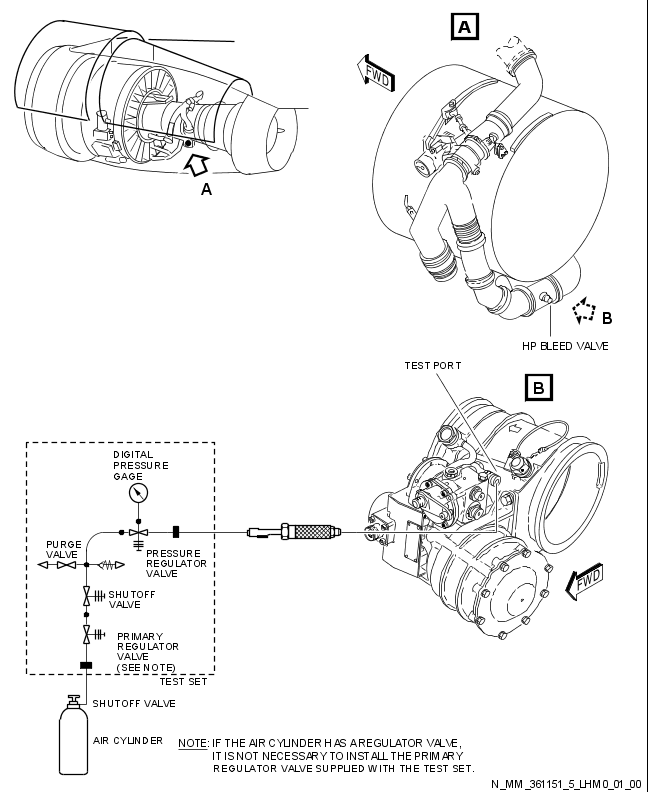 A
FWD
A
B
HP BLEED VALVE
TEST PORT
B
DIGITAL
PRESSURE
GAGE
PURGE
VALVE
PRESSURE
REGULATOR
VALVE
SHUTOFF
VALVE
FWD
PRIMARY
REGULATOR
VALVE
(SEE NOTE)
TEST SET
SHUTOFF VALVE
AIR CYLINDER
NOTE: IF THE AIR CYLINDER HAS A REGULATOR VALVE,
IT IS NOT NECESSARY TO INSTALL THE PRIMARY
REGULATOR VALVE SUPPLIED WITH THE TEST SET.
N_MM_361151_5_LHM0_01_00